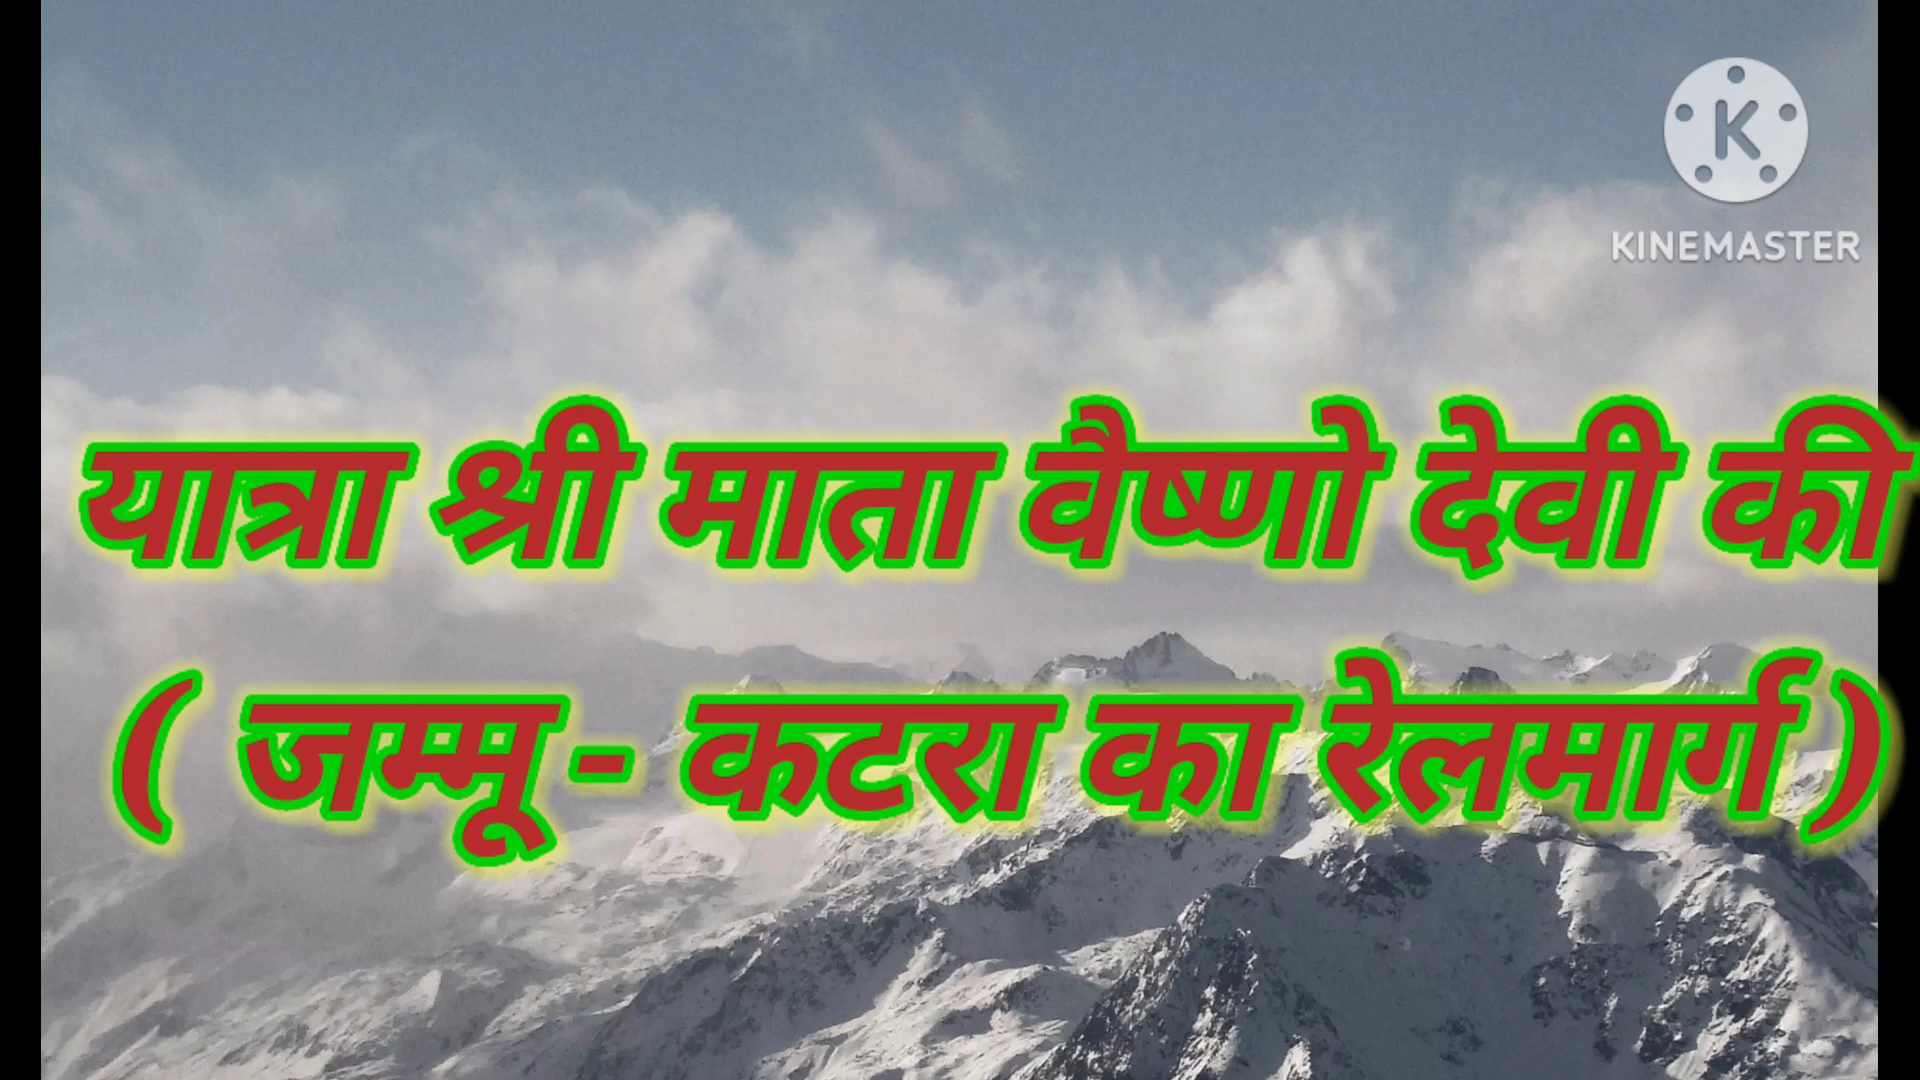 KINEMASTER
यात्रा श्री माता वैष्णो देवी की
( जम्मू - कटरा का रेलमार्ग )